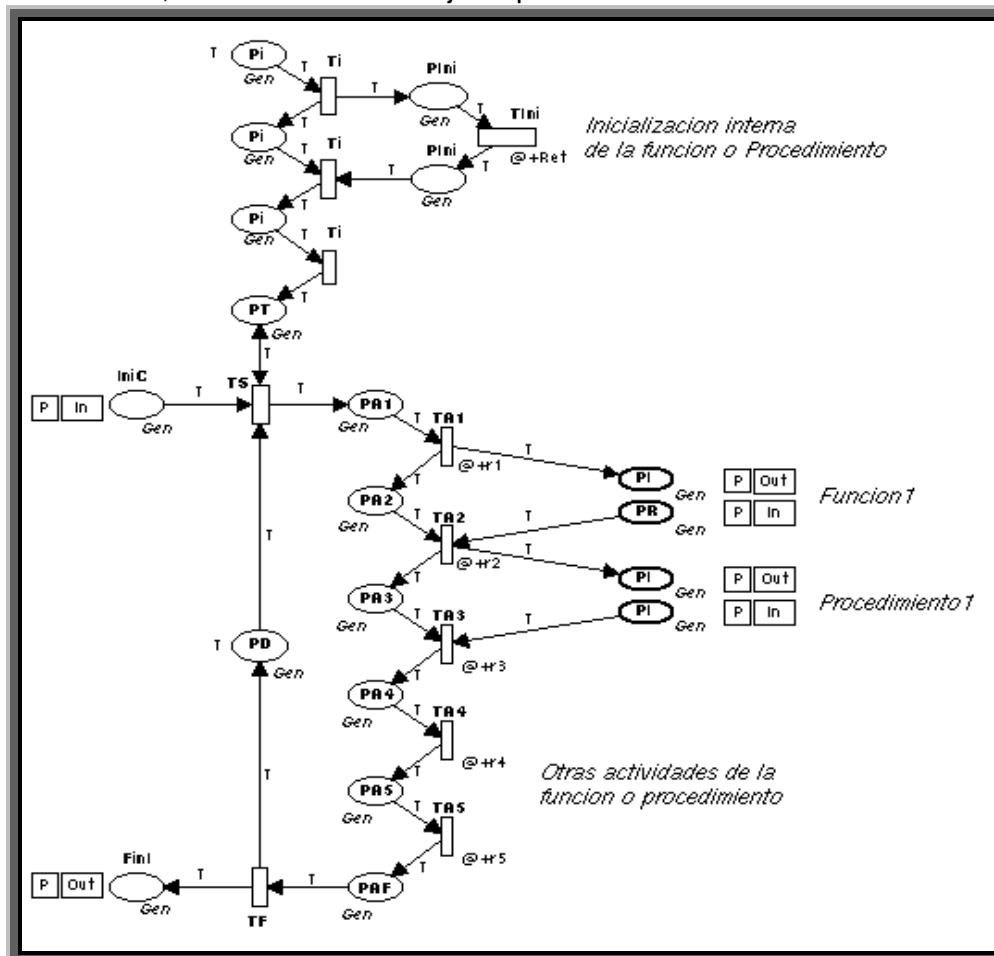 T Pi T Ti PIni
Gen T
T T TIni
Pi Ti PIni Gen
Gen T T T @+Ret
Gen
Inicializacion interna
de la funcion o Procedimiento
Pi T Ti
Gen T
T
PT
Gen
T
IniC TS
P In T T PA1 T TA1
Gen Gen T
T @+r1
PI P Out
Gen
Funcion1
PA2 T PR P In
Gen TA2 T Gen
T @+r2 T
PI P Out
Gen
Procedimiento1
T PA3 T PI P In
Gen TA3 T Gen
T PD T @+r3
Gen
PA4 T TA4
Gen
T @+r4
Otras actividades de la
funcion o procedimiento
T PA5 T TA5
Gen
T @+r5
FinI
P Out T T PAF
Gen TF Gen